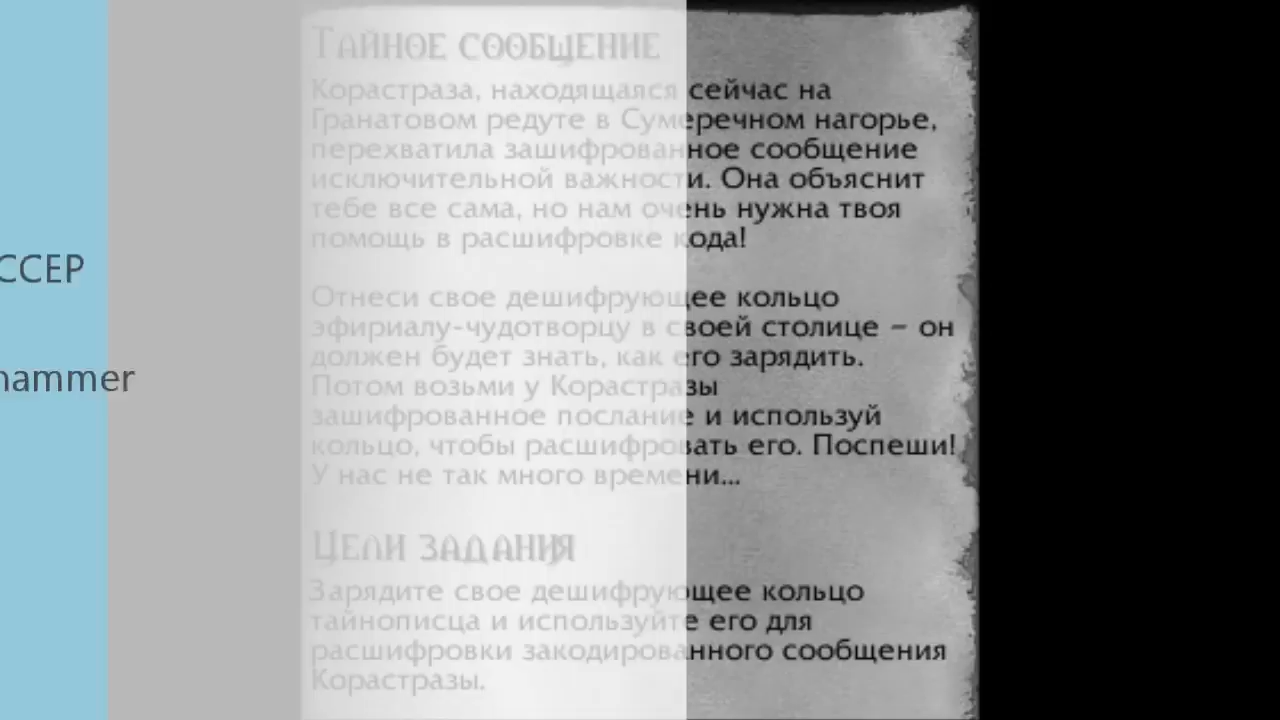 ССЕР
hammer
Тайное сообщение
Корастраза, находящаяся сейчас на
Гранатовом редуте в Сумеречном нагорье,
перехватила зашифрованное сообщение
исключительной важности. Она объяснит
тебе все сама, но нам очень нужна твоя
помощь в расшифровке кода!
Отнеси свое дешифрующее кольцо
эфириалу-чудотворцу в своей столице – он
должен будет знать, как его зарядить.
Потом возьми у Корастразы
зашифрованное послание и используй
кольцо, чтобы расшифровать его. Поспеши!
У нас не так много времени...
Цели задания
Зарядите свое дешифрующее кольцо
тайнописца и используйте его для
расшифровки закодированного сообщения
Корастразы.